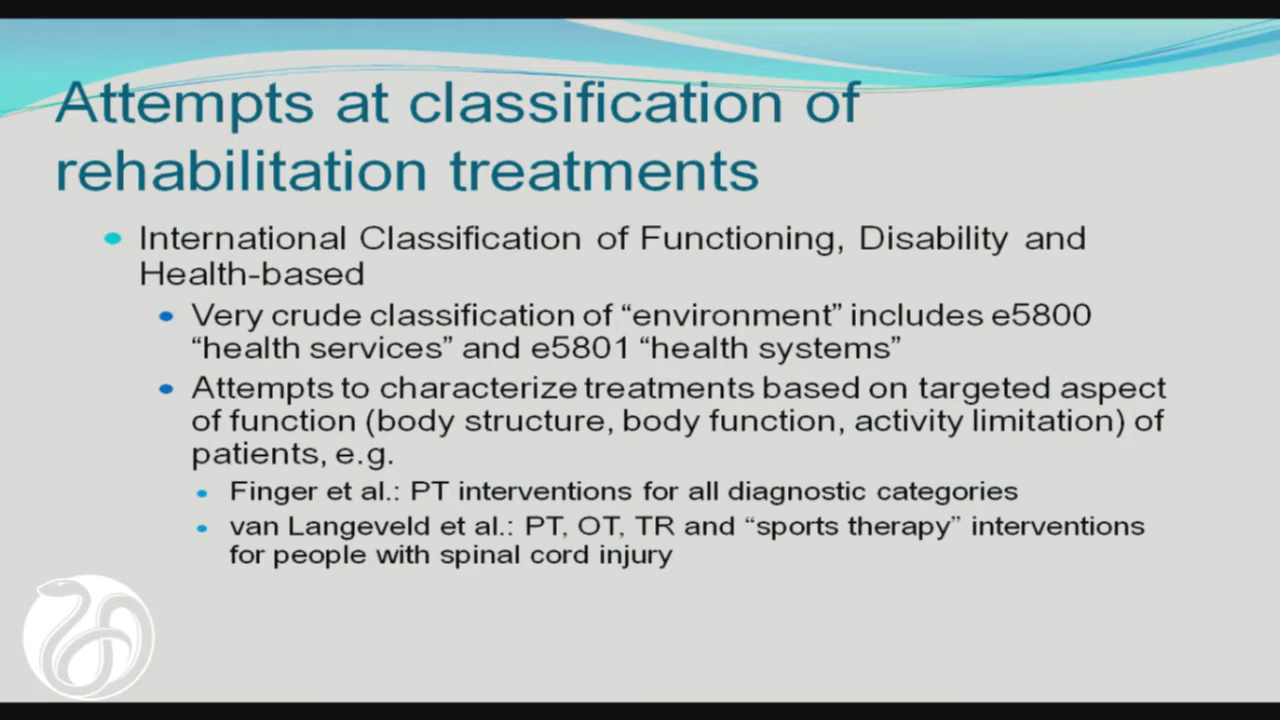 Attempts at classification of
rehabilitation treatments
International Classification of Functioning, Disability and
Health-based
Very crude classification of “environment” includes e5800
“health services” and e5801 “health systems”
Attempts to characterize treatments based on targeted aspect
of function (body structure, body function, activity limitation) of
patients, e.g.
Finger et al.: PT interventions for all diagnostic categories
van Langeveld et al.: PT, OT, TR and “sports therapy” interventions
for people with spinal cord injury